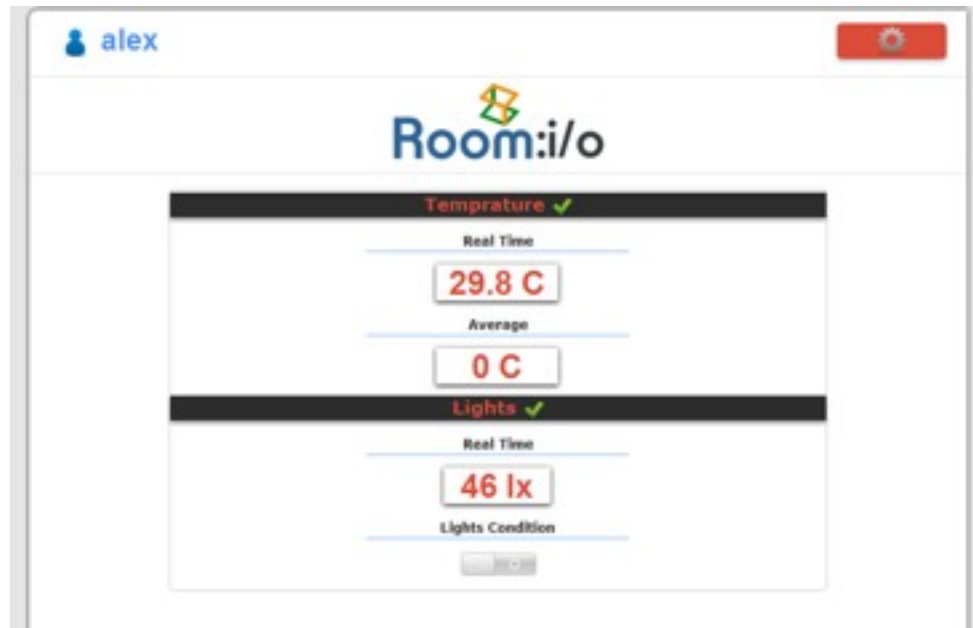 alex
Room:i/o
Temprature
Real Time
29.8 C
Average
0 C
Lights
Real Time
46 lx
Lights Condition